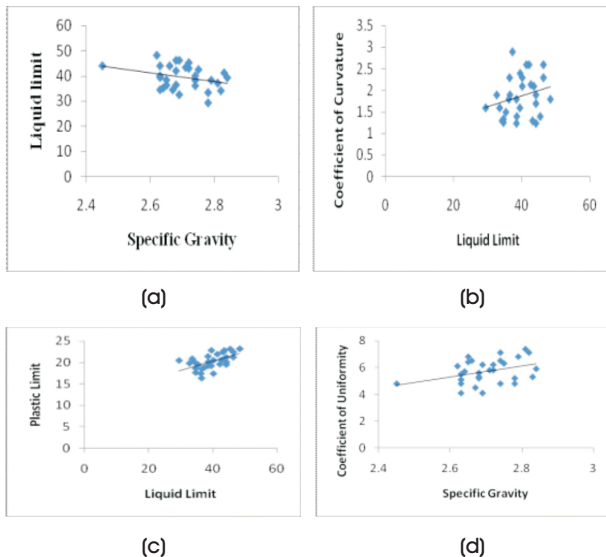 60
50
40
30
20
10
0
2.4 2.6 2.8 3
Liquid limit
Specific Gravity
(a)
3.5
3
2.5
2
1.5
1
0.5
0
0 20 40 60
Coefficient of Curvature
Liquid Limit
(b)
25
20
15
10
5
0
0 20 40 60
Plastic Limit
Liquid Limit
(c)
8
6
4
2
0
2.4 2.6 2.8 3
Coefficient of Uniformity
Specific Gravity
(d)